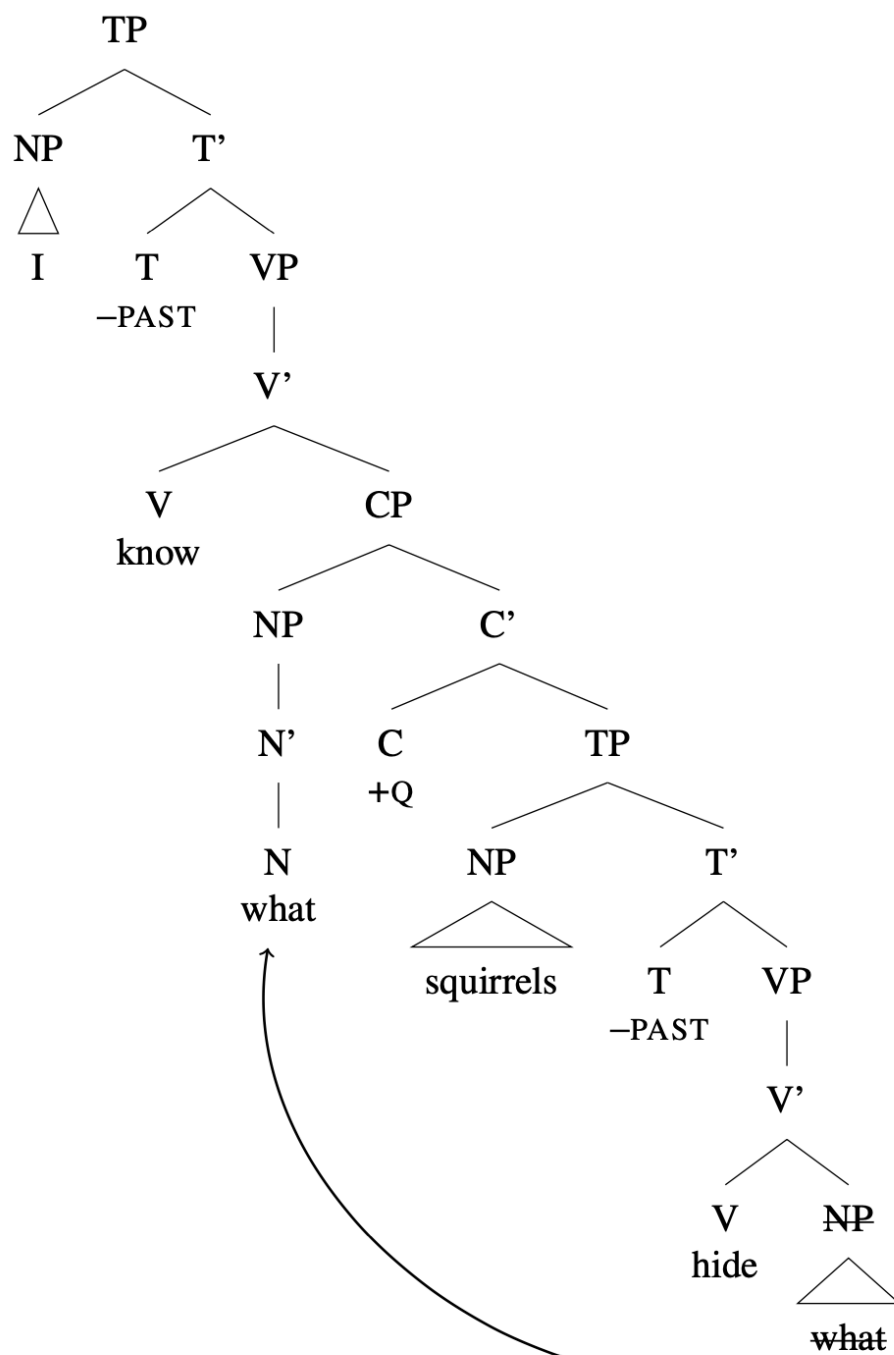 TP
NP T’
I T VP
–PAST
V’
V CP
know
NP C’
N’ C TP
+Q
N NP T’
what
squirrels T VP
–PAST
V’
V NP
hide
what